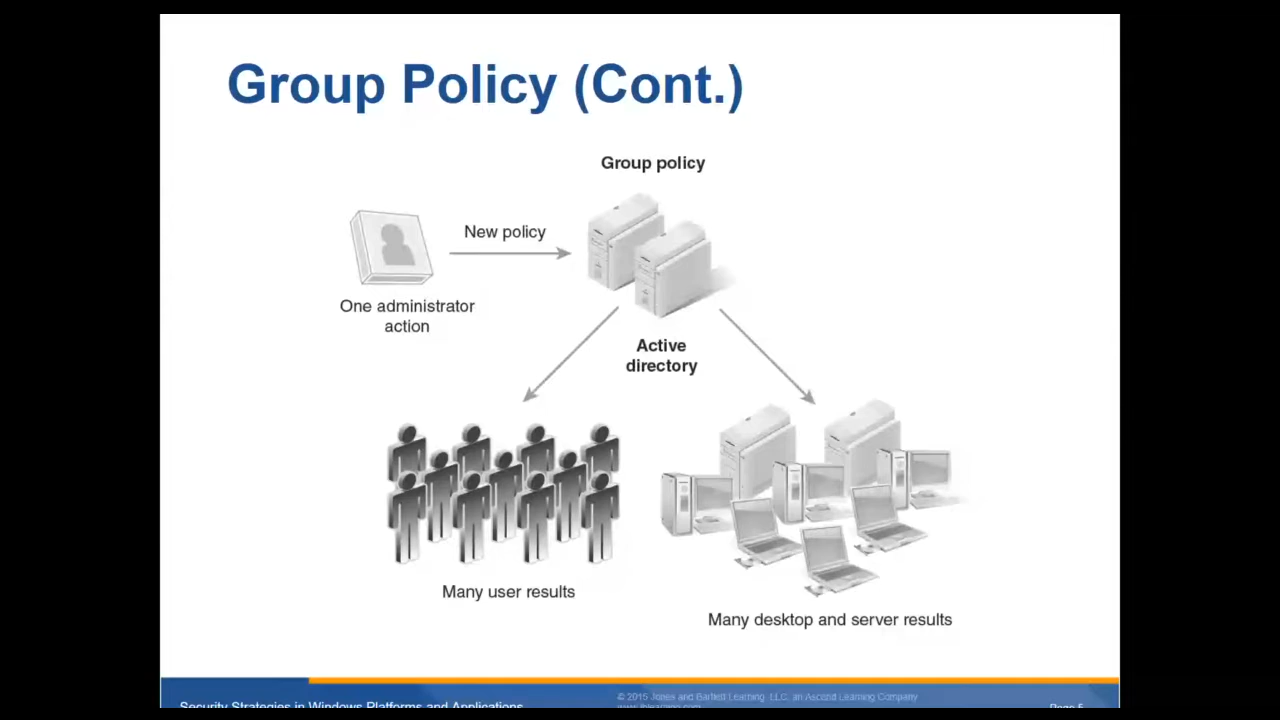 Group Policy (Cont.)
Group policy
New policy
One administrator
action
Active
directory
Many user results
Many desktop and server results
© 2015 Jones and Bartlett Learning, LLC, an Ascend Learning Company
www.jblearning.com
Security Strategies in Windows Platforms and Applications
Page 5